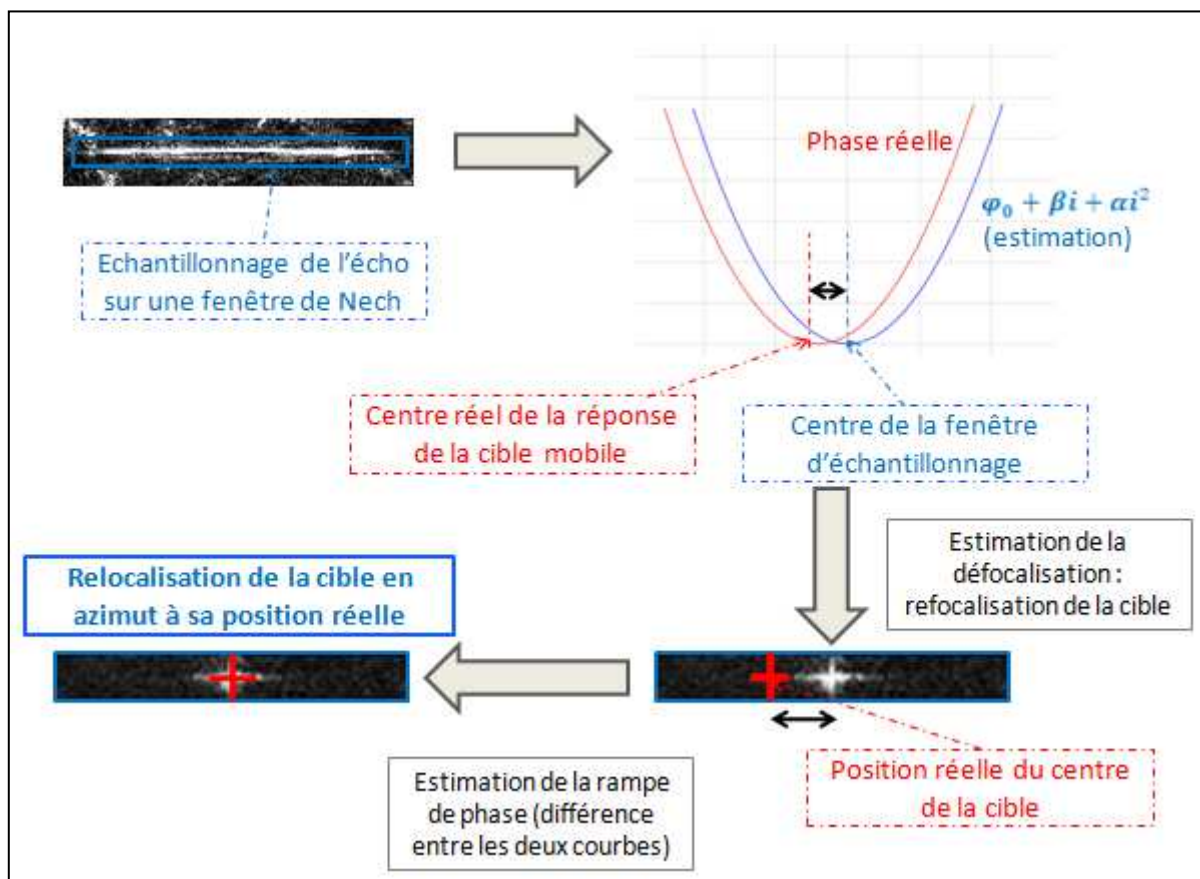 Phase réelle
φ₀ + βi + αi²
(estimation)
Echantillonnage de l'écho
sur une fenêtre de Nech
Centre réel de la réponse
de la cible mobile
Centre de la fenêtre
d'échantillonnage
Estimation de la
défocalisation :
refocalisation de la cible
Relocalisation de la cible en
azimut à sa position réelle
Position réelle du centre
de la cible
Estimation de la rampe
de phase (différence
entre les deux courbes)